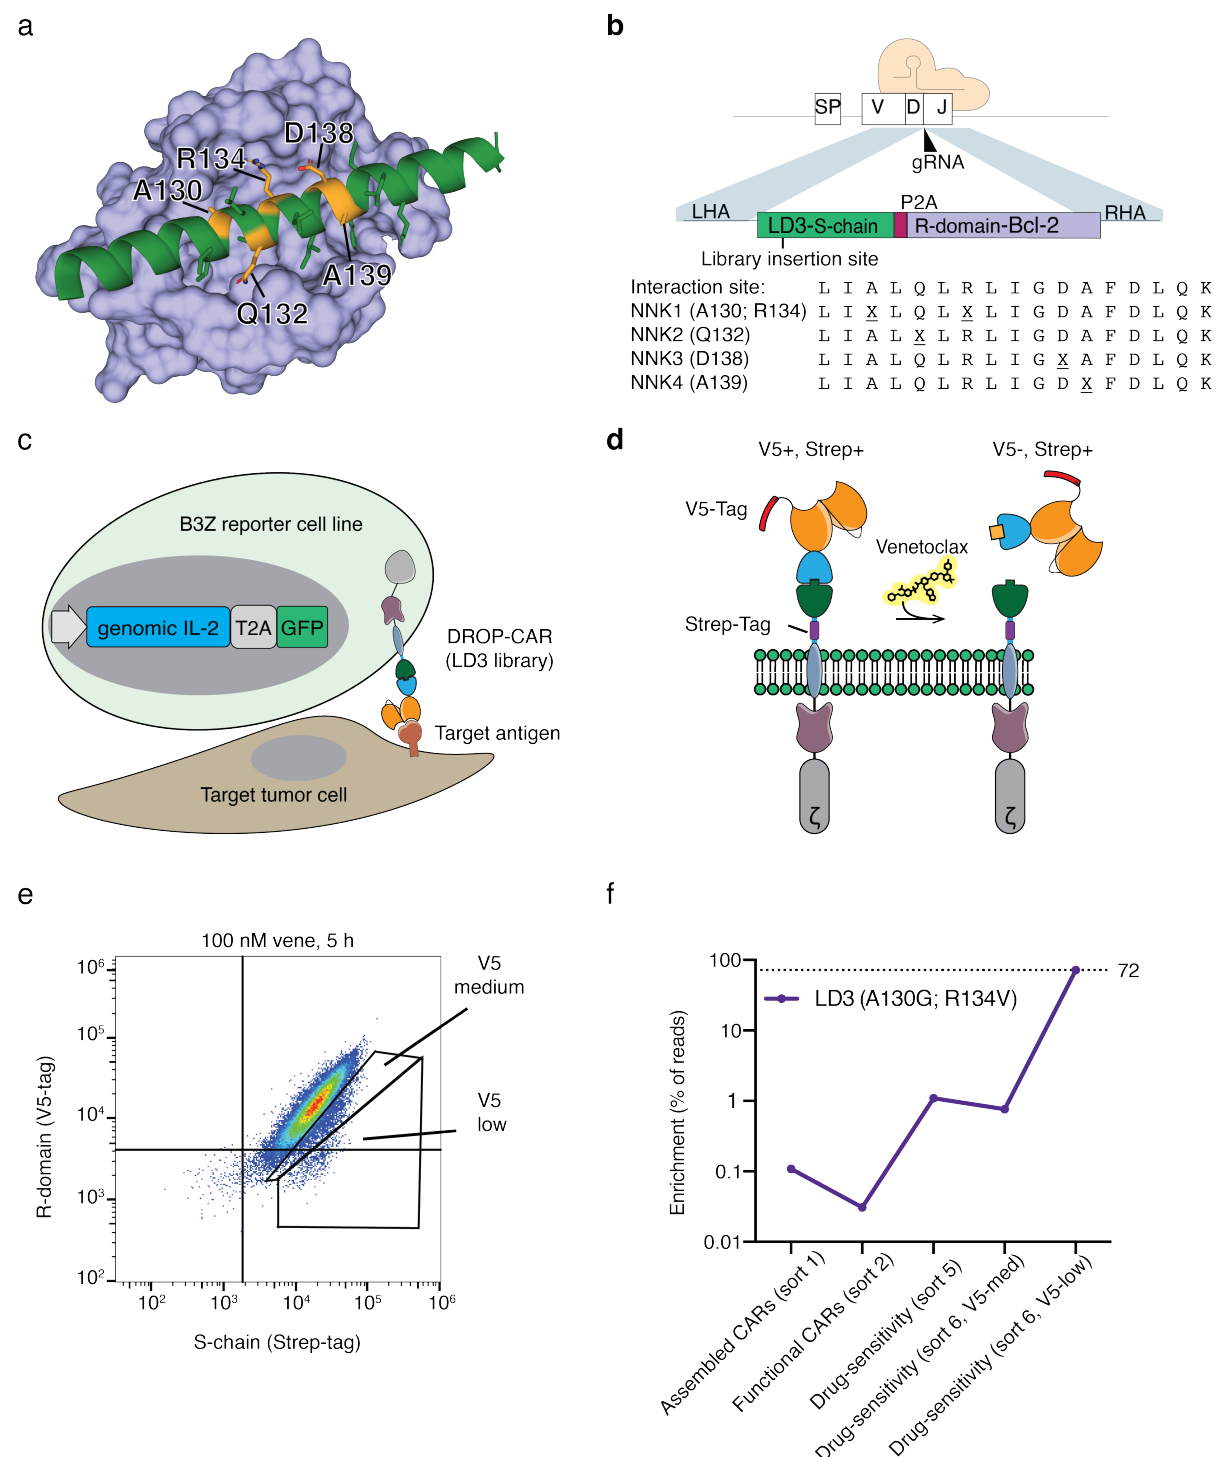 a
D138
R134
A130
A139
Q132
b
SP V D J
gRNA
LHA
P2A
RHA
LD3-S-chain
R-domain-Bcl-2
Library insertion site
Interaction site: L I A L Q L R L I G D A F D L Q K
NNK1 (A130; R134) L I X L Q L X L I G D A F D L Q K
NNK2 (Q132) L I A L X L R L I G D A F D L Q K
NNK3 (D138) L I A L Q L R L I G X A F D L Q K
NNK4 (A139) L I A L Q L R L I G D X F D L Q K
c
B3Z reporter cell line
genomic IL-2 T2A GFP
DROP-CAR
(LD3 library)
Target antigen
Target tumor cell
d
V5+, Strep+
V5-, Strep+
V5-Tag
Venetoclax
Strep-Tag
ζ
ζ
e
100 nM vene, 5 h
V5
medium
V5
low
R-domain (V5-tag)
10⁶
10⁵
10⁴
10³
10²
10² 10³ 10⁴ 10⁵ 10⁶
S-chain (Strep-tag)
f
Enrichment (% of reads)
100
10
1
0.1
0.01
72
LD3 (A130G; R134V)
Assembled CARs (sort 1)
Functional CARs (sort 2)
Drug-sensitivity (sort 5)
Drug-sensitivity (sort 6, V5-med)
Drug-sensitivity (sort 6, V5-low)